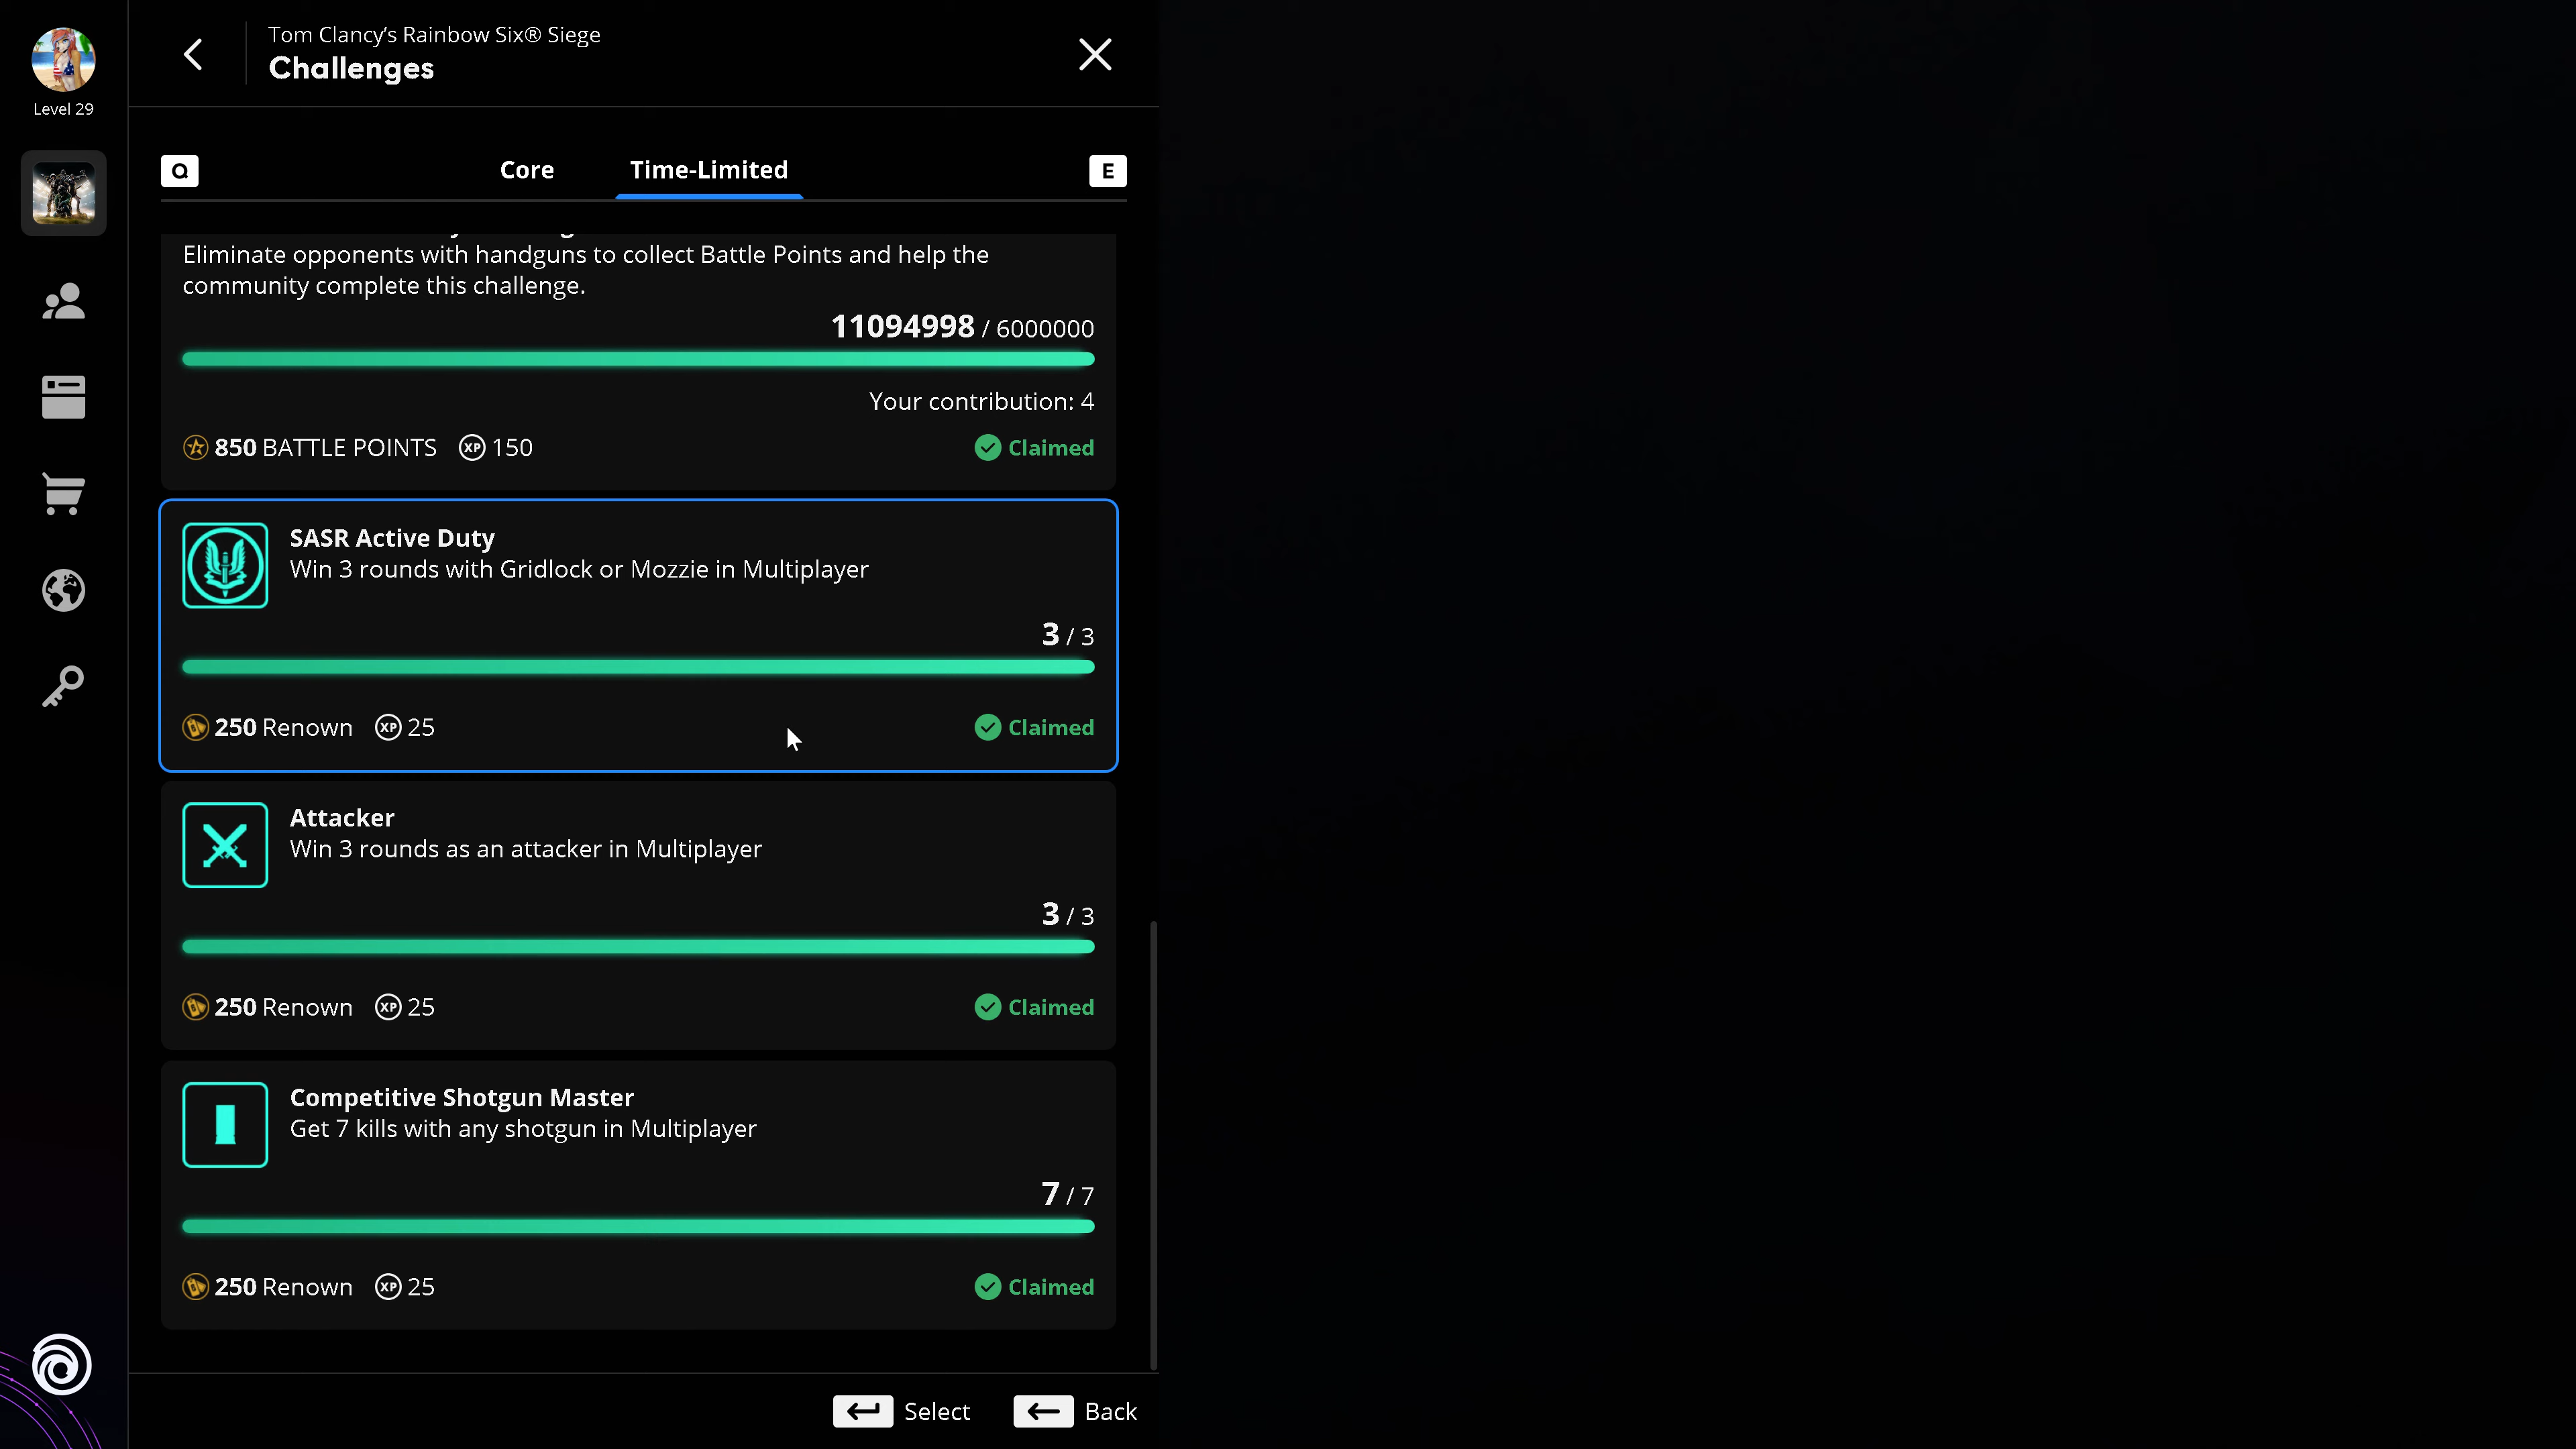 Level 29
Tom Clancy's Rainbow Six® Siege
Challenges
Q
Core
Time-Limited
E
Eliminate opponents with handguns to collect Battle Points and help the
community complete this challenge.
11094998 / 6000000
Your contribution: 4
850 BATTLE POINTS XP 150
Claimed
SASR Active Duty
Win 3 rounds with Gridlock or Mozzie in Multiplayer
3 / 3
250 Renown XP 25
Claimed
Attacker
Win 3 rounds as an attacker in Multiplayer
3 / 3
250 Renown XP 25
Claimed
Competitive Shotgun Master
Get 7 kills with any shotgun in Multiplayer
7 / 7
250 Renown XP 25
Claimed
Select
Back